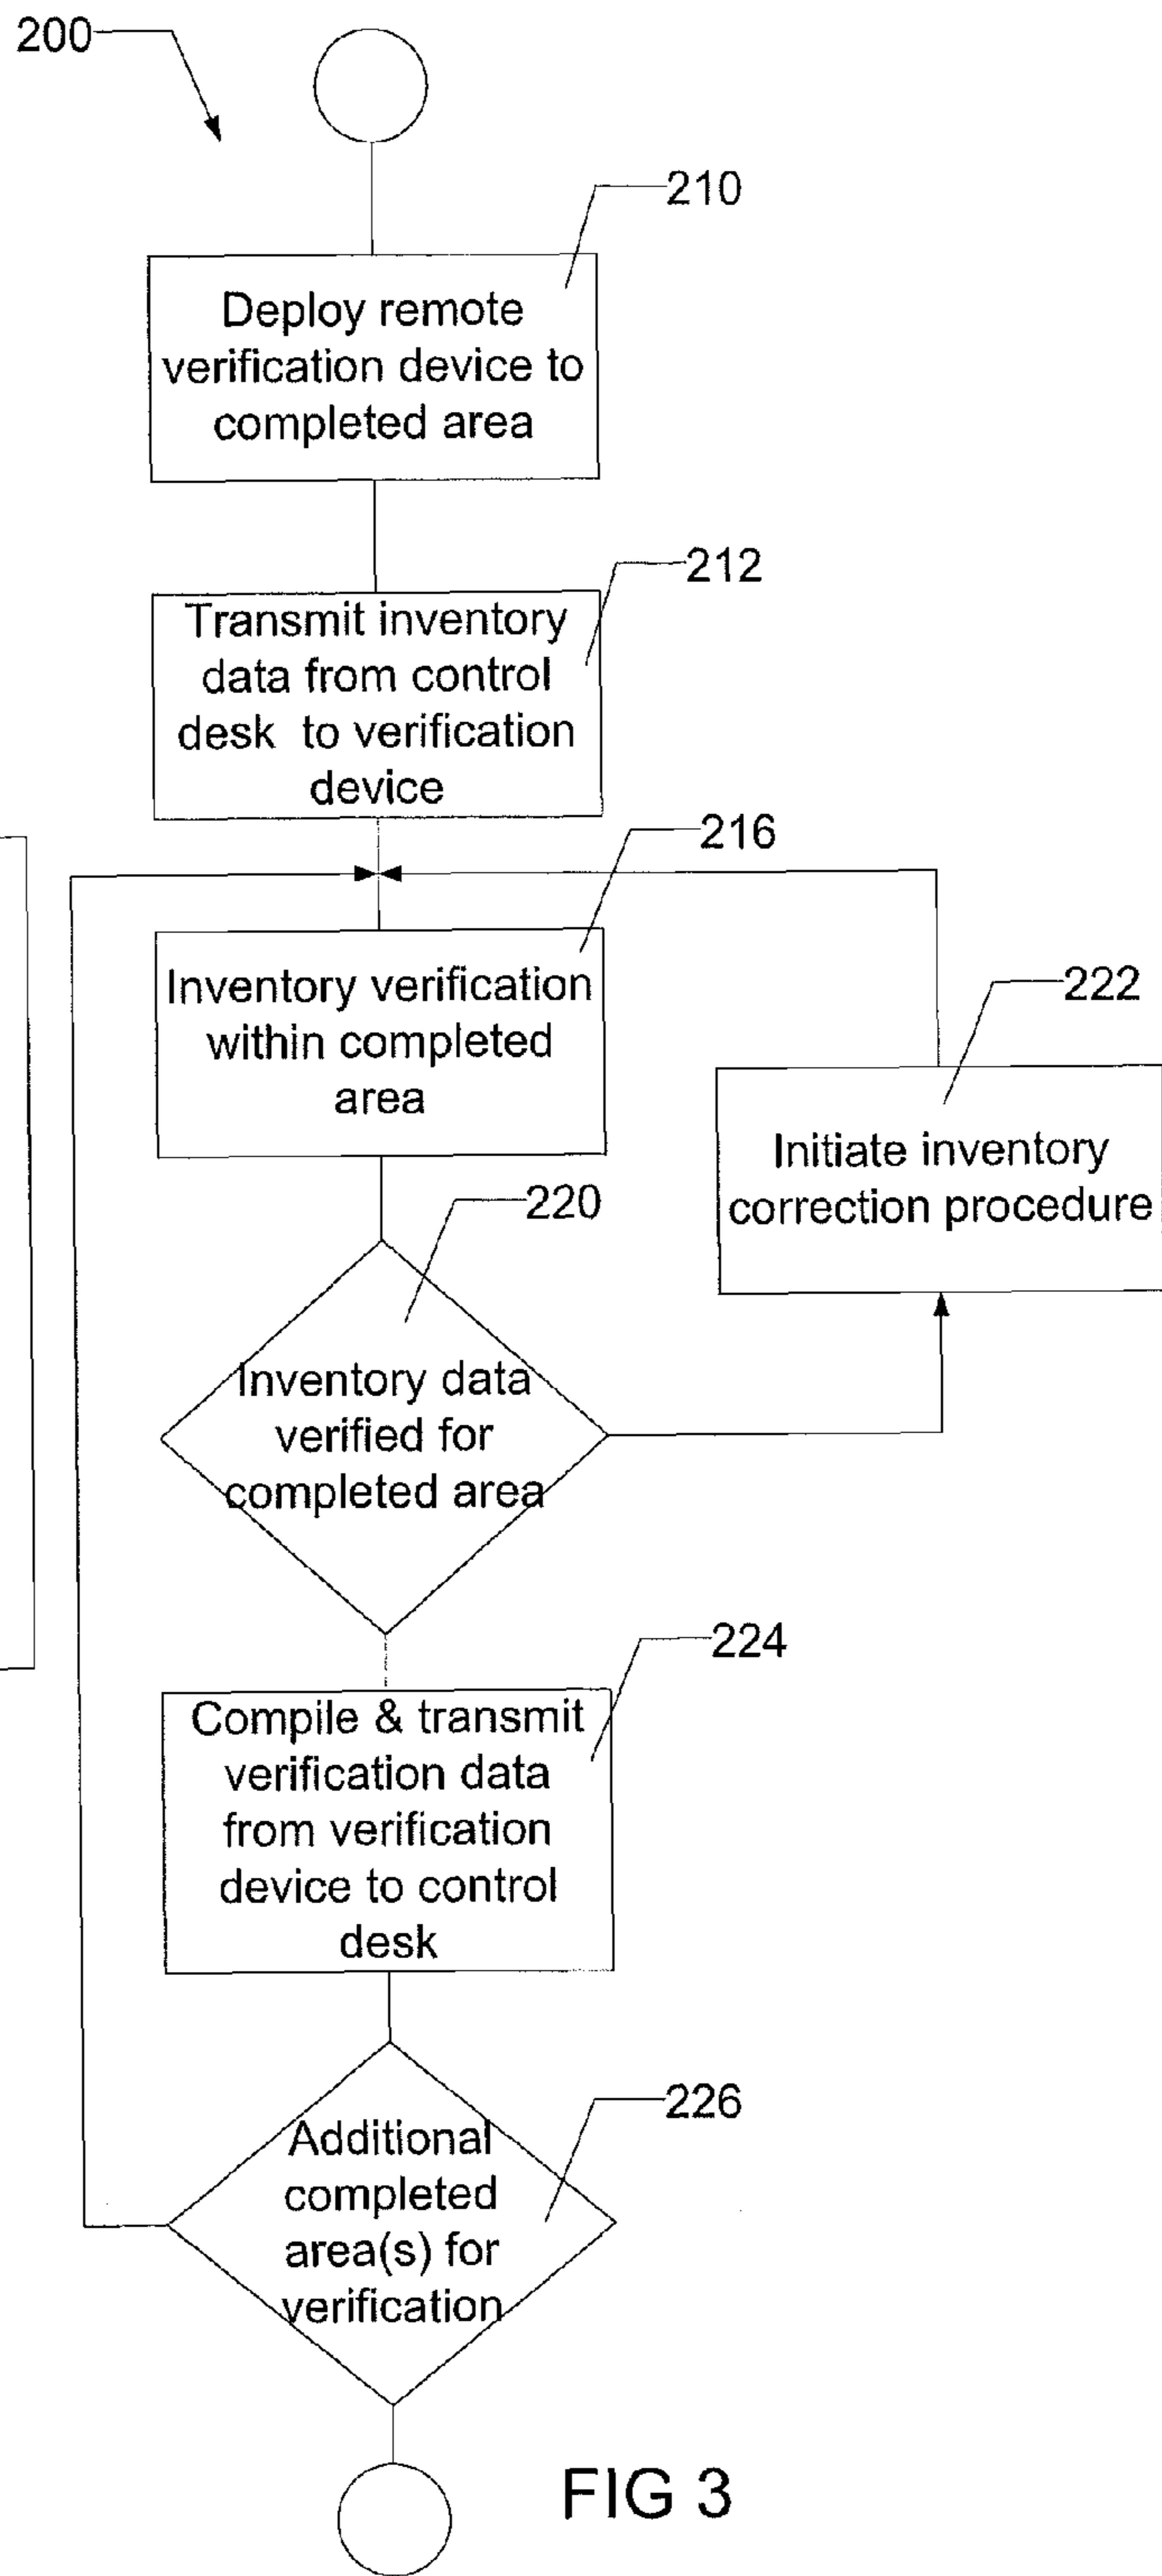 200
210
Deploy remote
verification device to
completed area
212
Transmit inventory
data from control
desk to verification
device
216
Inventory verification
within completed
area
222
Initiate inventory
correction procedure
220
Inventory data
verified for
completed area
224
Compile & transmit
verification data
from verification
device to control
desk
226
Additional
completed
area(s) for
verification
FIG 3